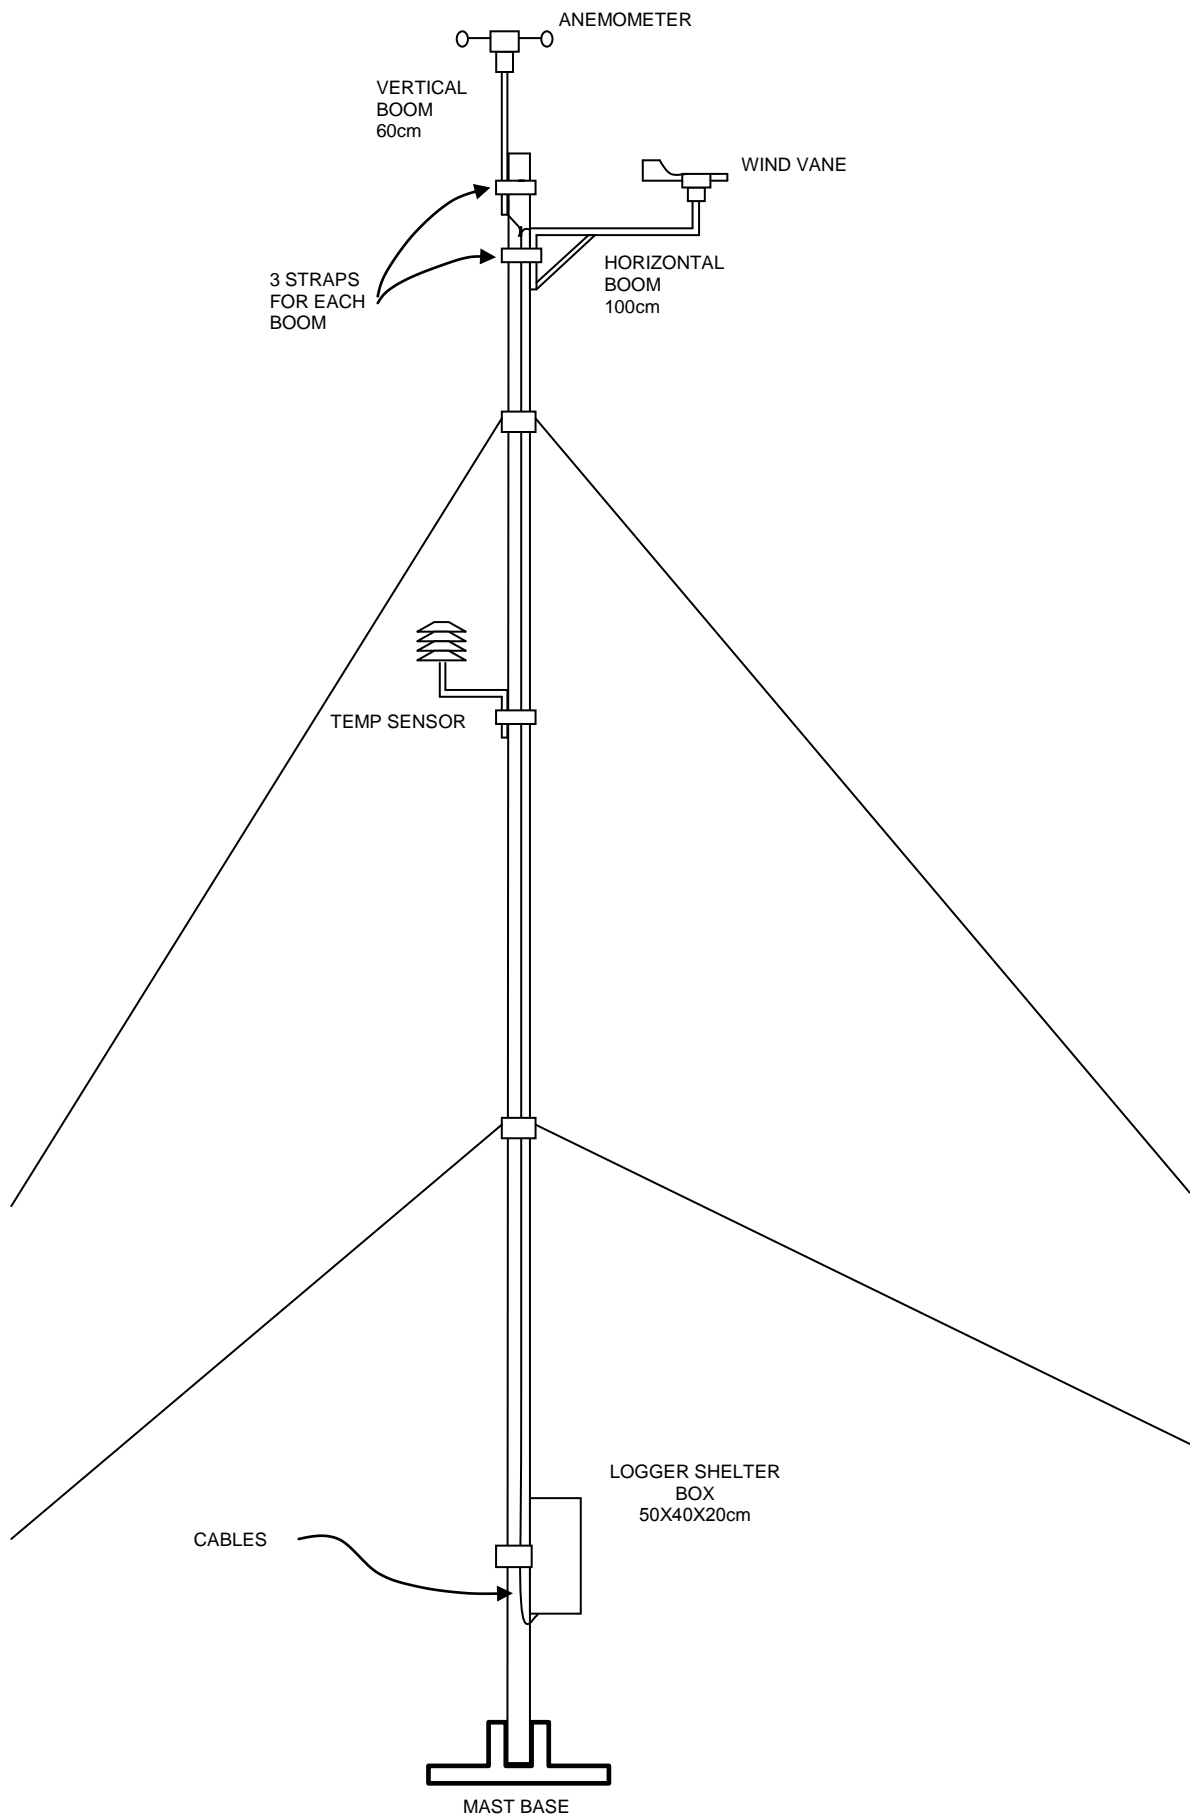 ANEMOMETER
VERTICAL
BOOM
60cm
WIND VANE
3 STRAPS
FOR EACH
BOOM
HORIZONTAL
BOOM
100cm
TEMP SENSOR
LOGGER SHELTER
BOX
50X40X20cm
CABLES
MAST BASE